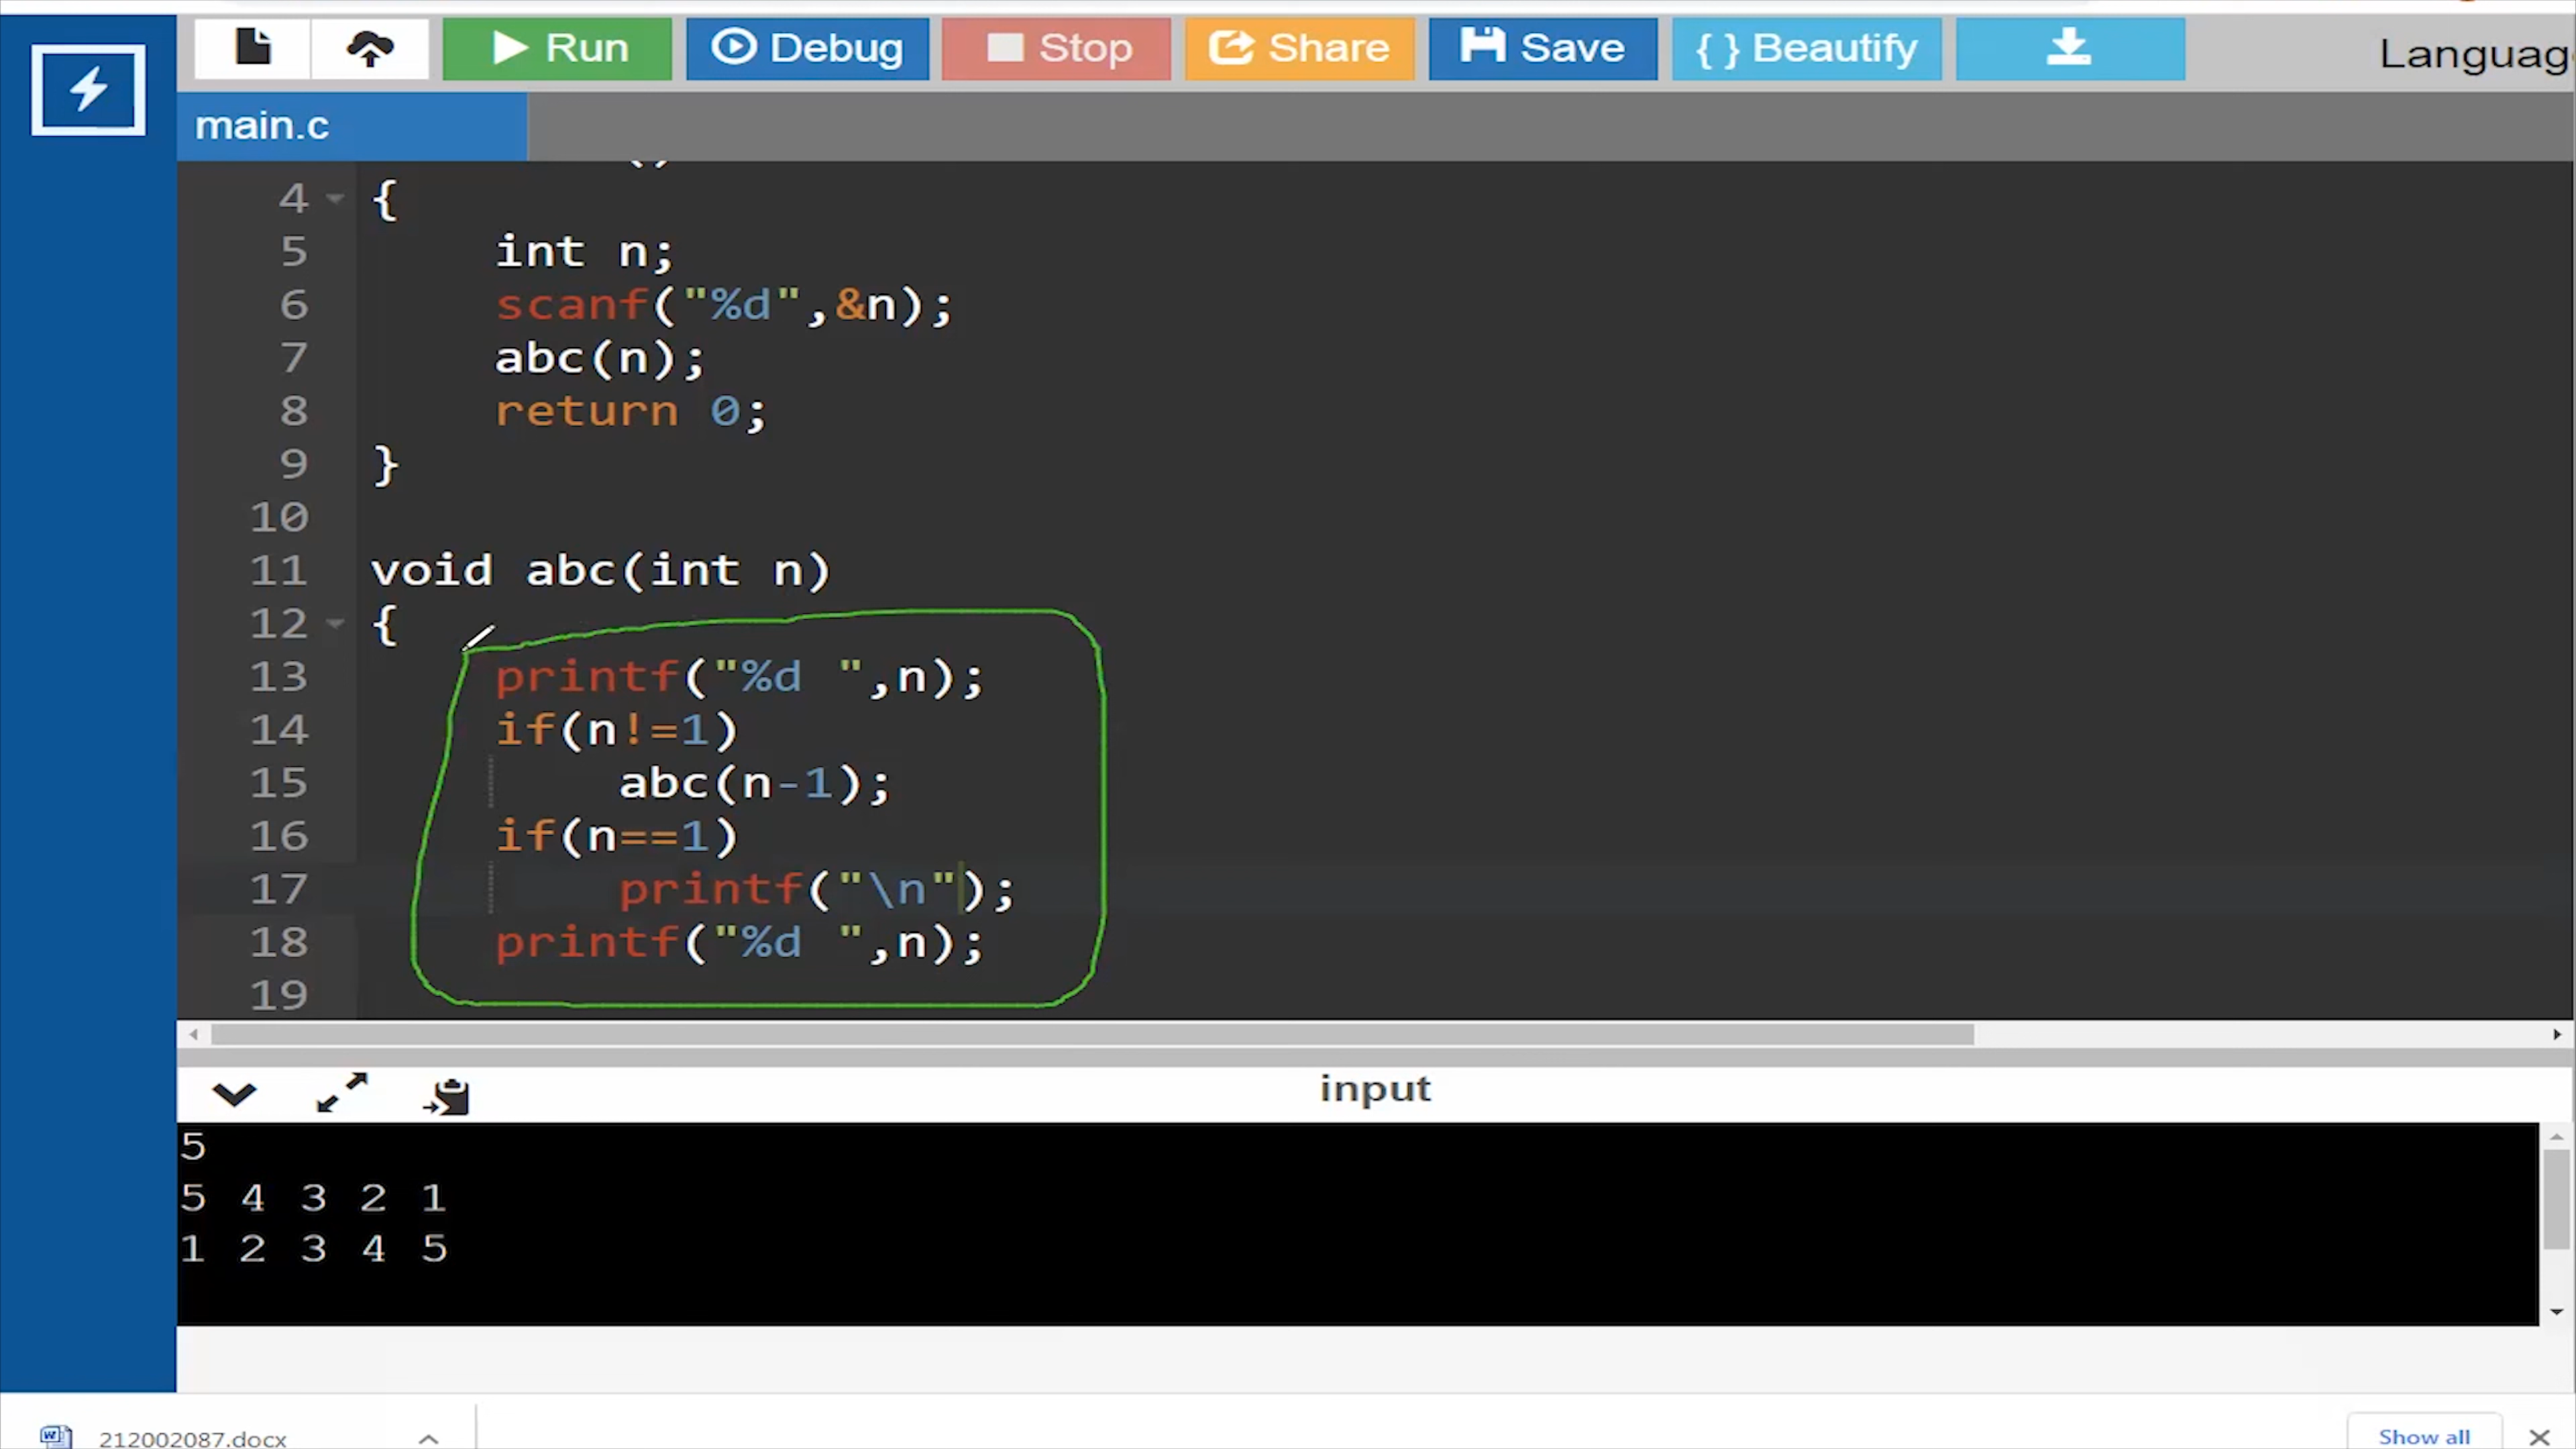 Run Debug Stop Share Save { } Beautify
main.c
4 {
5 int n;
6 scanf("%d",&n);
7 abc(n);
8 return 0;
9 }
10
11 void abc(int n)
12 {
13 printf("%d ",n);
14 if(n!=1)
15 abc(n-1);
16 if(n==1)
17 printf("\n");
18 printf("%d ",n);
19
input
5
5 4 3 2 1
1 2 3 4 5
212002087.docx Show all